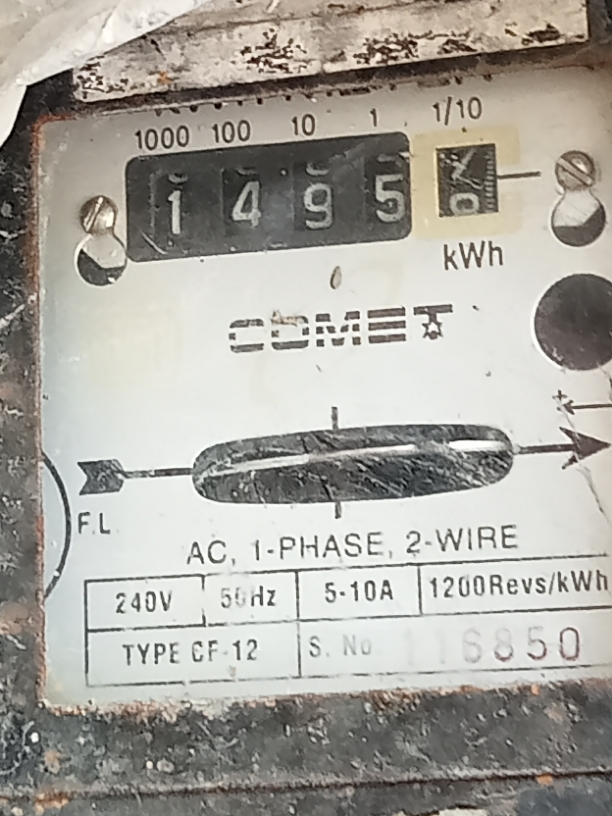 1000 100 10 1 1/10
1 4 9 5
kWh
COMET
F.L.
AC, 1-PHASE, 2-WIRE
240V 50Hz 5-10A 1200Revs/kWh
TYPE CF-12 S. No. 116850